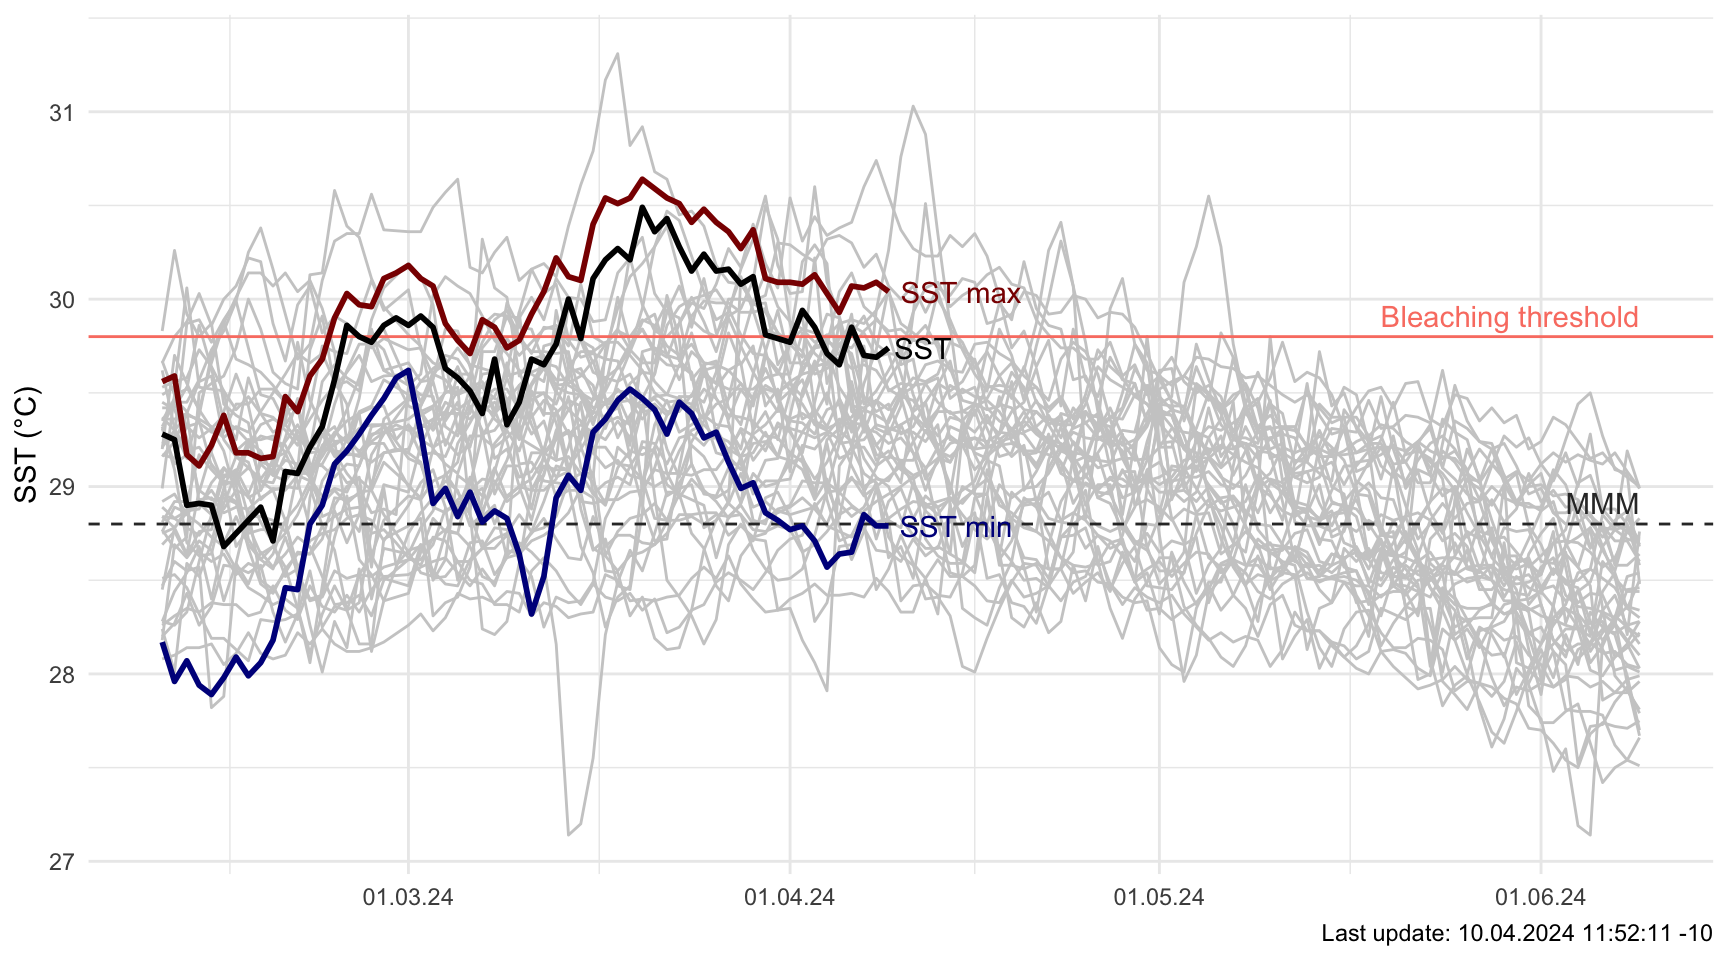 SST (°C)
31
30
29
28
27
SST max
Bleaching threshold
SST
MMM
SST min
01.03.24
01.04.24
01.05.24
01.06.24
Last update: 10.04.2024 11:52:11 -10